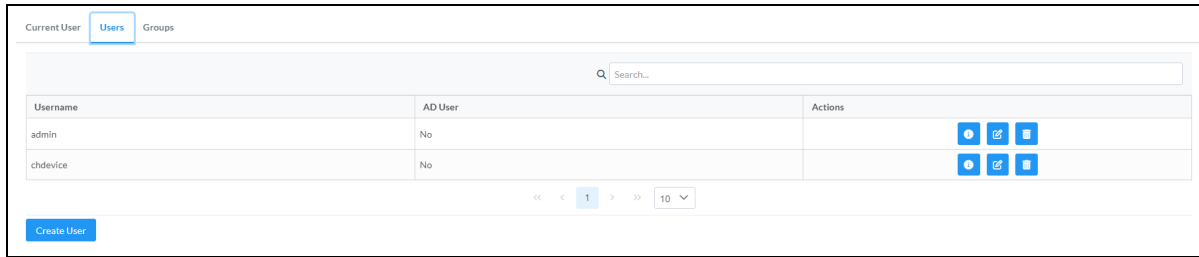 Current User Users Groups
Search...
Username AD User Actions
admin No
chdevice No
<< < 1 > >> 10
Create User